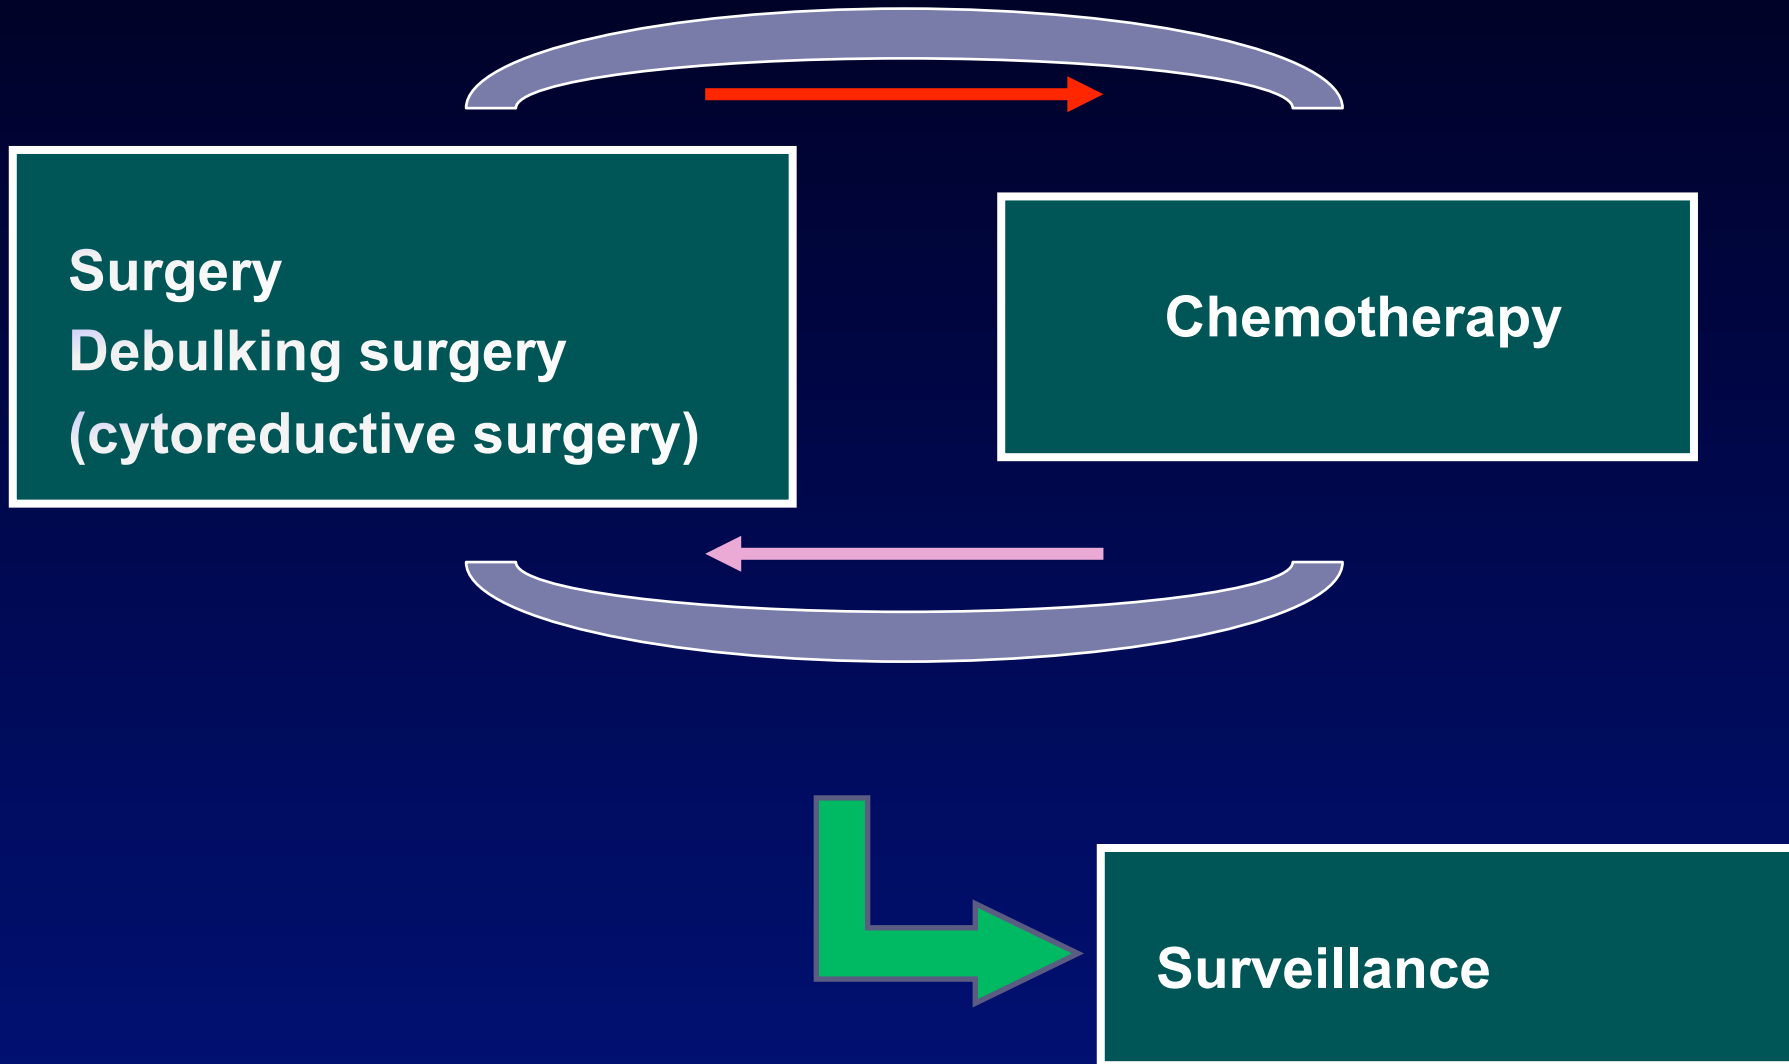 Surgery
Debulking surgery
(cytoreductive surgery)
Chemotherapy
Surveillance